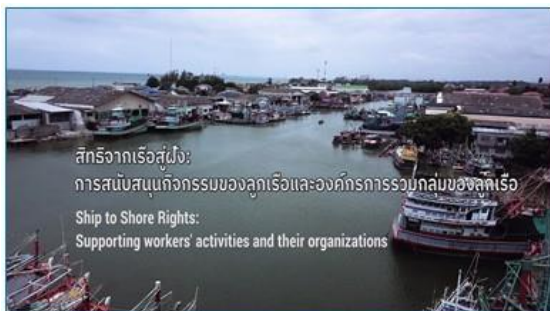 สิทธิจากเรือสู่ฝั่ง:
การสนับสนุนกิจกรรมของลูกเรือและองค์กรการรวมกลุ่มของลูกเรือ
Ship to Shore Rights:
Supporting workers' activities and their organizations